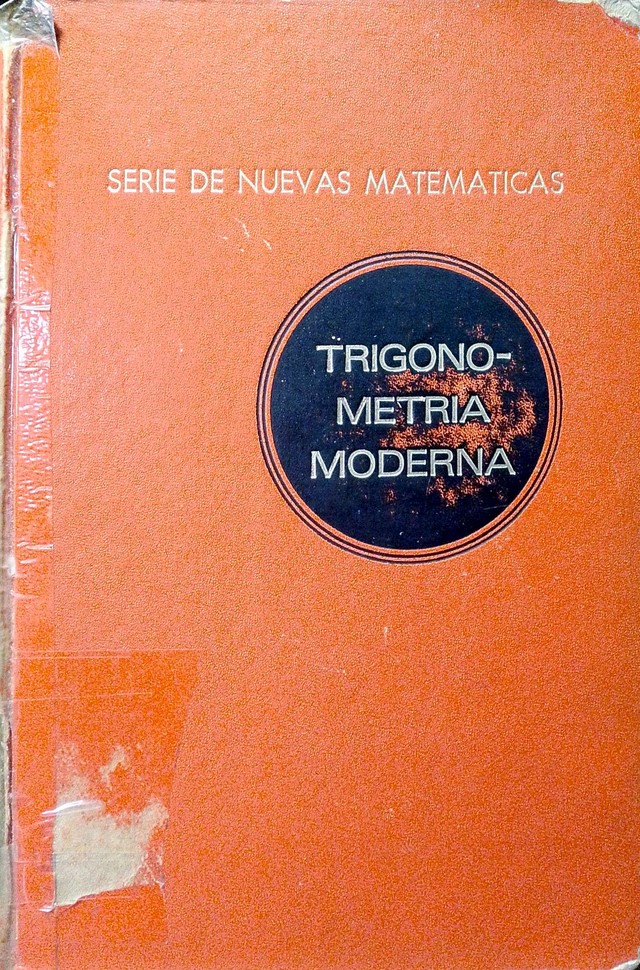 SERIE DE NUEVAS MATEMATICAS
TRIGONO-
METRIA
MODERNA